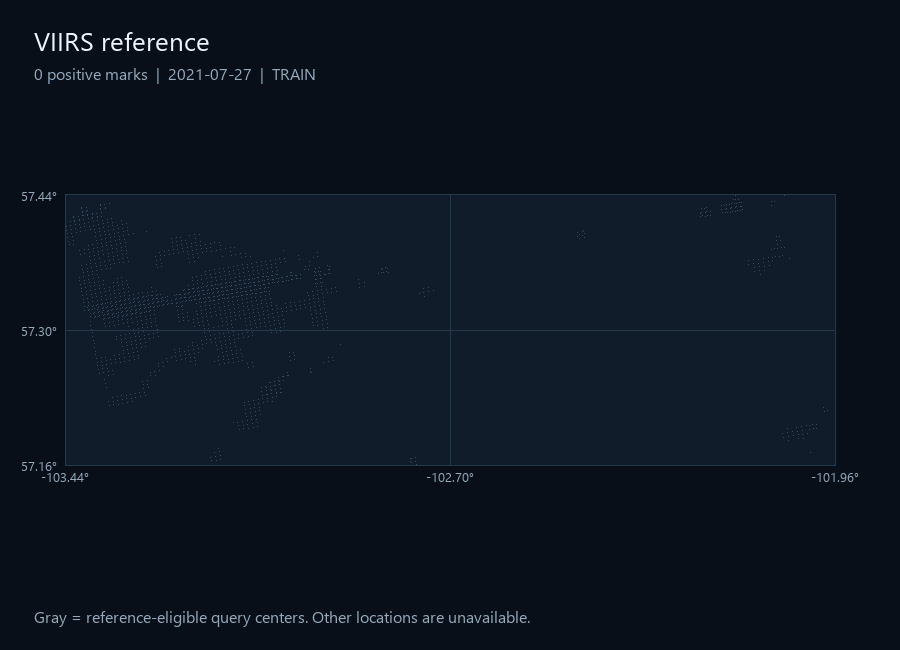 VIIRS reference
0 positive marks | 2021-07-27 | TRAIN
57.44°
57.30°
57.16°
-103.44°
-102.70°
-101.96°
Gray = reference-eligible query centers. Other locations are unavailable.